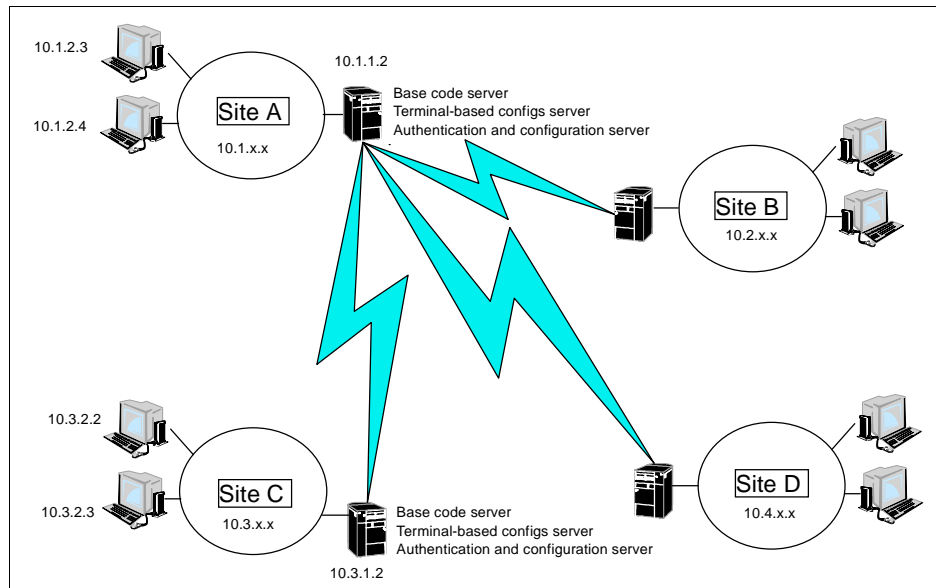 10.1.2.3
10.1.1.2
Base code server
Terminal-based configs server
Authentication and configuration server
Site A
10.1.2.4
10.1.x.x
Site B
10.2.x.x
10.3.2.2
Site C
10.3.2.3
10.3.x.x
Base code server
Terminal-based configs server
Authentication and configuration server
10.3.1.2
Site D
10.4.x.x